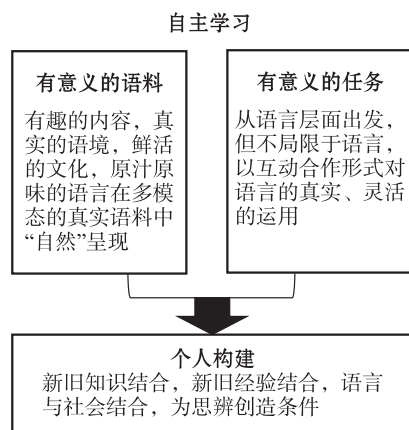 自主学习
有意义的语料
有趣的内容，真
实的语境，鲜活
的文化，原汁原
味的语言在多模
态的真实语料中
“自然”呈现
有意义的任务
从语言层面出发，
但不局限于语言，
以互动合作形式对
语言的真实、灵活
的运用
个人构建
新旧知识结合，新旧经验结合，语言
与社会结合，为思辨创造条件